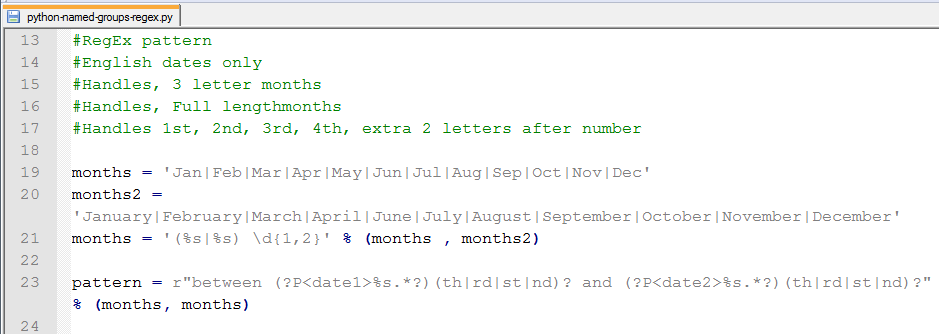 python-named-groups-regex.py
13 #RegEx pattern
14 #English dates only
15 #Handles, 3 letter months
16 #Handles, Full lengthmonths
17 #Handles 1st, 2nd, 3rd, 4th, extra 2 letters after number
18
19 months = 'Jan|Feb|Mar|Apr|May|Jun|Jul|Aug|Sep|Oct|Nov|Dec'
20 months2 =
'January|February|March|April|June|July|August|September|October|November|December'
21 months = '(%s|%s) \d{1,2}' % (months , months2)
22
23 pattern = r"between (?P<date1>%s.*?)(th|rd|st|nd)? and (?P<date2>%s.*?)(th|rd|st|nd)?"
% (months, months)
24